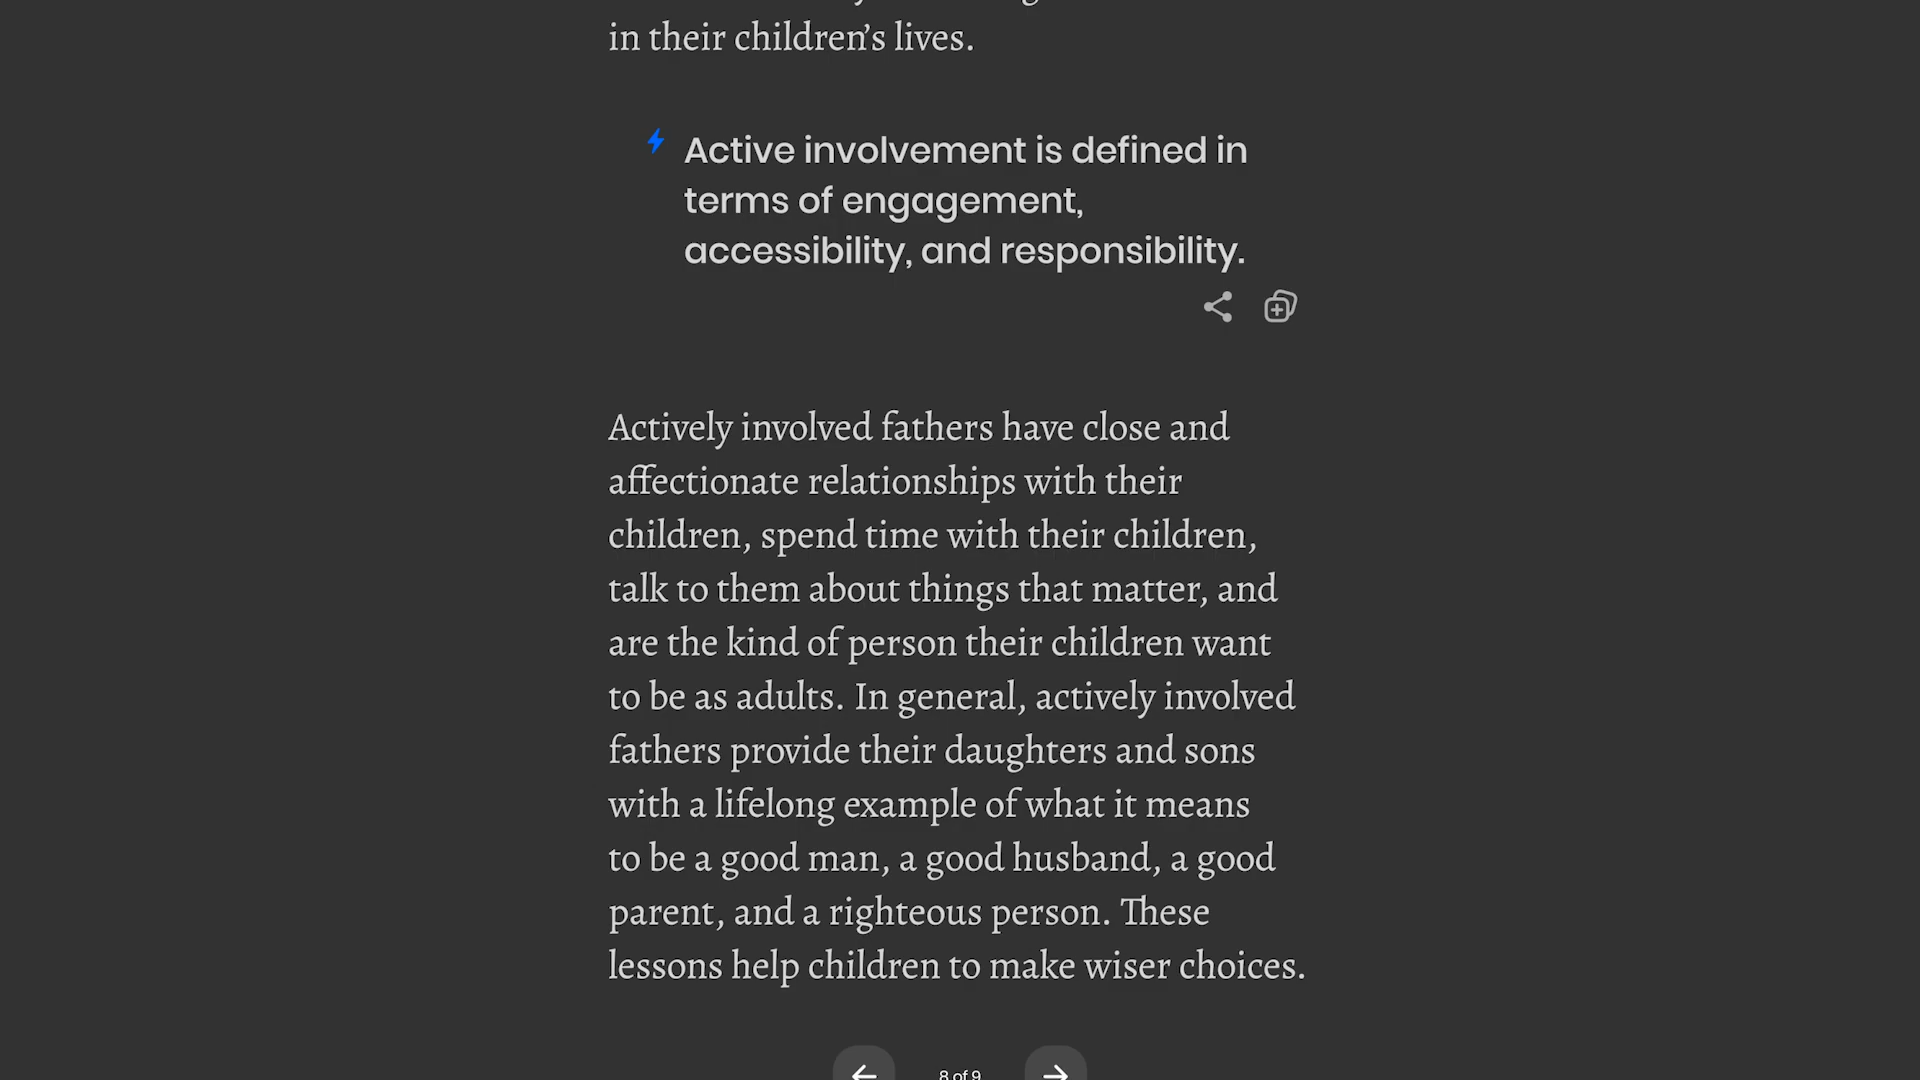 in their children's lives.
Active involvement is defined in
terms of engagement,
accessibility, and responsibility.
Actively involved fathers have close and
affectionate relationships with their
children, spend time with their children,
talk to them about things that matter, and
are the kind of person their children want
to be as adults. In general, actively involved
fathers provide their daughters and sons
with a lifelong example of what it means
to be a good man, a good husband, a good
parent, and a righteous person. These
lessons help children to make wiser choices.
8 of 9